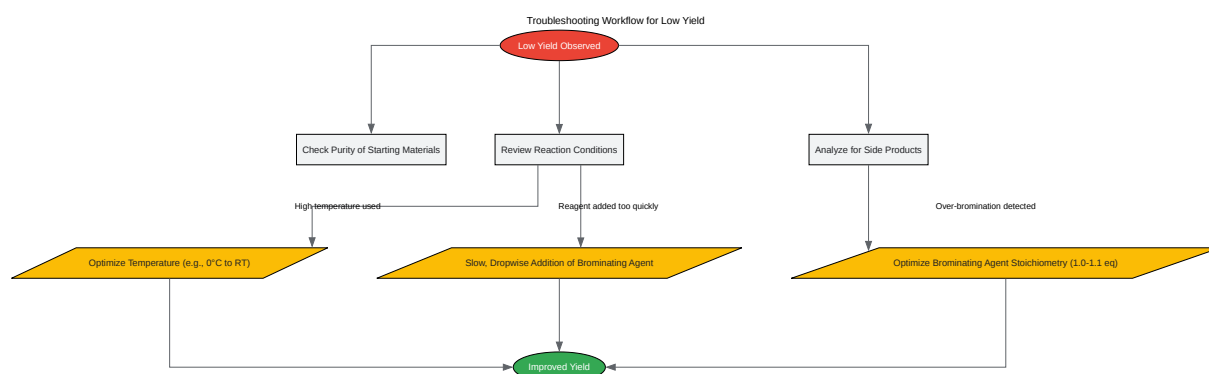 Troubleshooting Workflow for Low Yield
Low Yield Observed
Check Purity of Starting Materials
Review Reaction Conditions
Analyze for Side Products
High temperature used
Reagent added too quickly
Over-bromination detected
Optimize Temperature (e.g., 0°C to RT)
Slow, Dropwise Addition of Brominating Agent
Optimize Brominating Agent Stoichiometry (1.0-1.1 eq)
Improved Yield